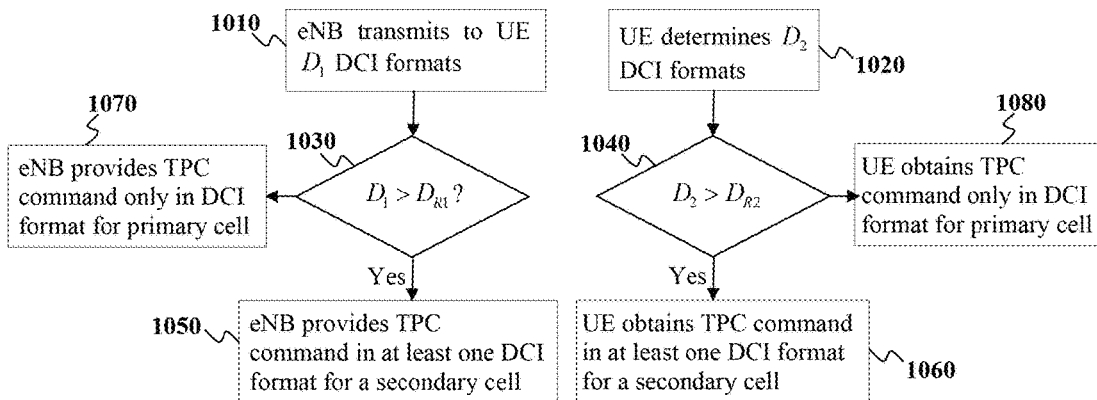 1010
eNB transmits to UE
D₁ DCI formats
UE determines D₂
DCI formats
1020
1070
eNB provides TPC
command only in DCI
format for primary cell
1030
D₁ > D_R1 ?
1040
D₂ > D_R2
1080
UE obtains TPC
command only in DCI
format for primary cell
Yes
Yes
1050
eNB provides TPC
command in at least one DCI
format for a secondary cell
UE obtains TPC command
in at least one DCI format
for a secondary cell
1060